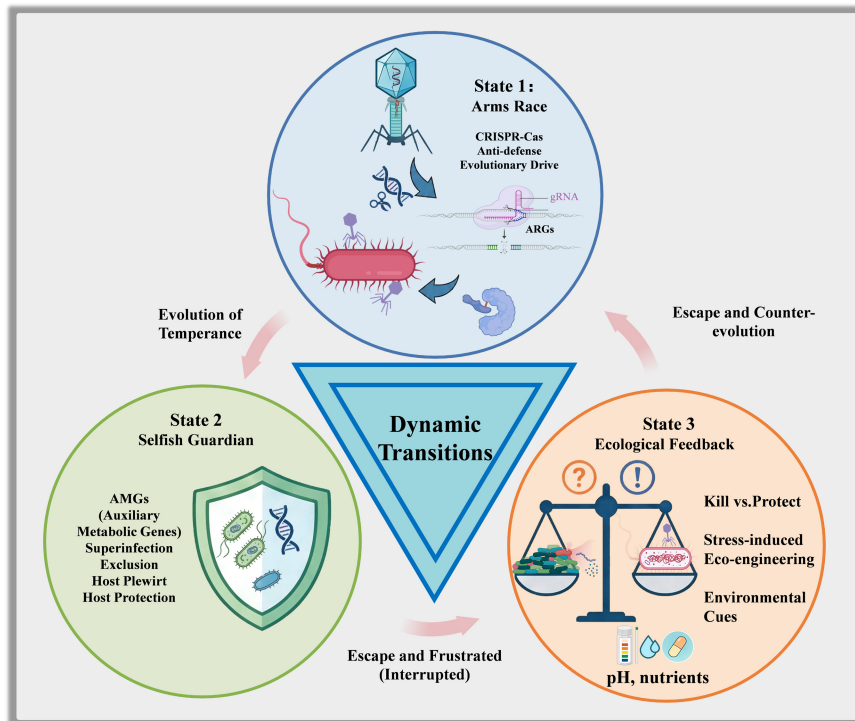 State 1:
Arms Race
CRISPR-Cas
Anti-defense
Evolutionary Drive
gRNA
ARGs
Evolution of
Temperance
Escape and Counter-
evolution
Dynamic
Transitions
State 2
Selfish Guardian
AMGs
(Auxiliary
Metabolic Genes)
Superinfection
Exclusion
Host Plewirt
Host Protection
State 3
Ecological Feedback
?
!
Kill vs.Protect
Stress-induced
Eco-engineering
Environmental
Cues
pH, nutrients
Escape and Frustrated
(Interrupted)